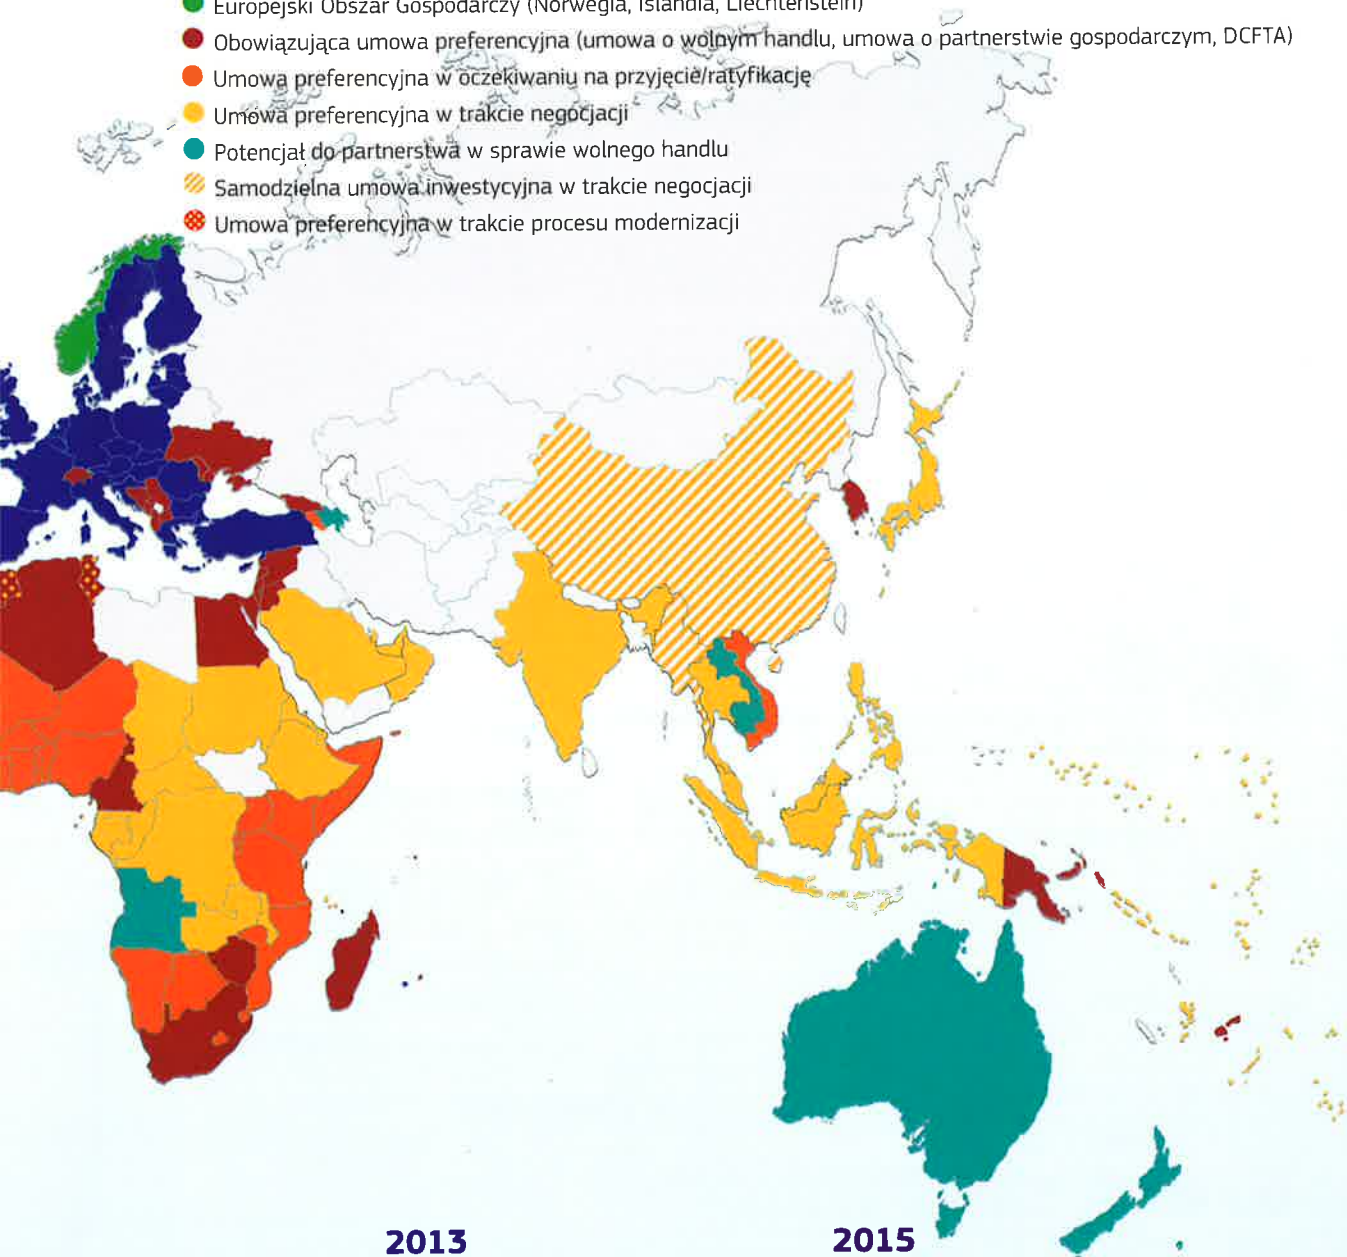 Europejski Obszar Gospodarczy (Norwegia, Islandia, Liechtenstein)
Obowiązująca umowa preferencyjna (umowa o wolnym handlu, umowa o partnerstwie gospodarczym, DCFTA)
Umowa preferencyjna w oczekiwaniu na przyjęcie/ratyfikację
Umowa preferencyjna w trakcie negocjacji
Potencjał do partnerstwa w sprawie wolnego handlu
Samodzielna umowa inwestycyjna w trakcie negocjacji
Umowa preferencyjna w trakcie procesu modernizacji
2013 2015